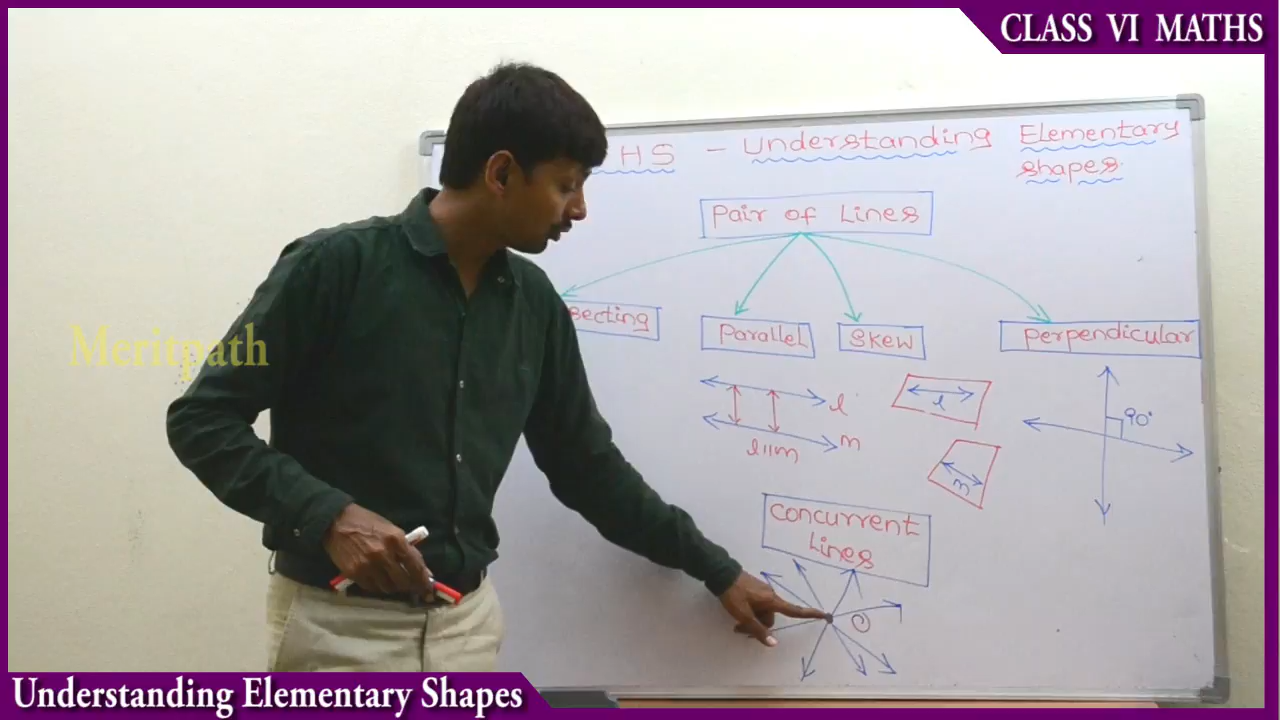 CLASS VI MATHS
HS - Understanding Elementary
shapes
Pair of Lines
secting
Parallel
Skew
Perpendicular
Meritpath
l
m
l || m
l
m
90°
Concurrent
Lines
O
Understanding Elementary Shapes